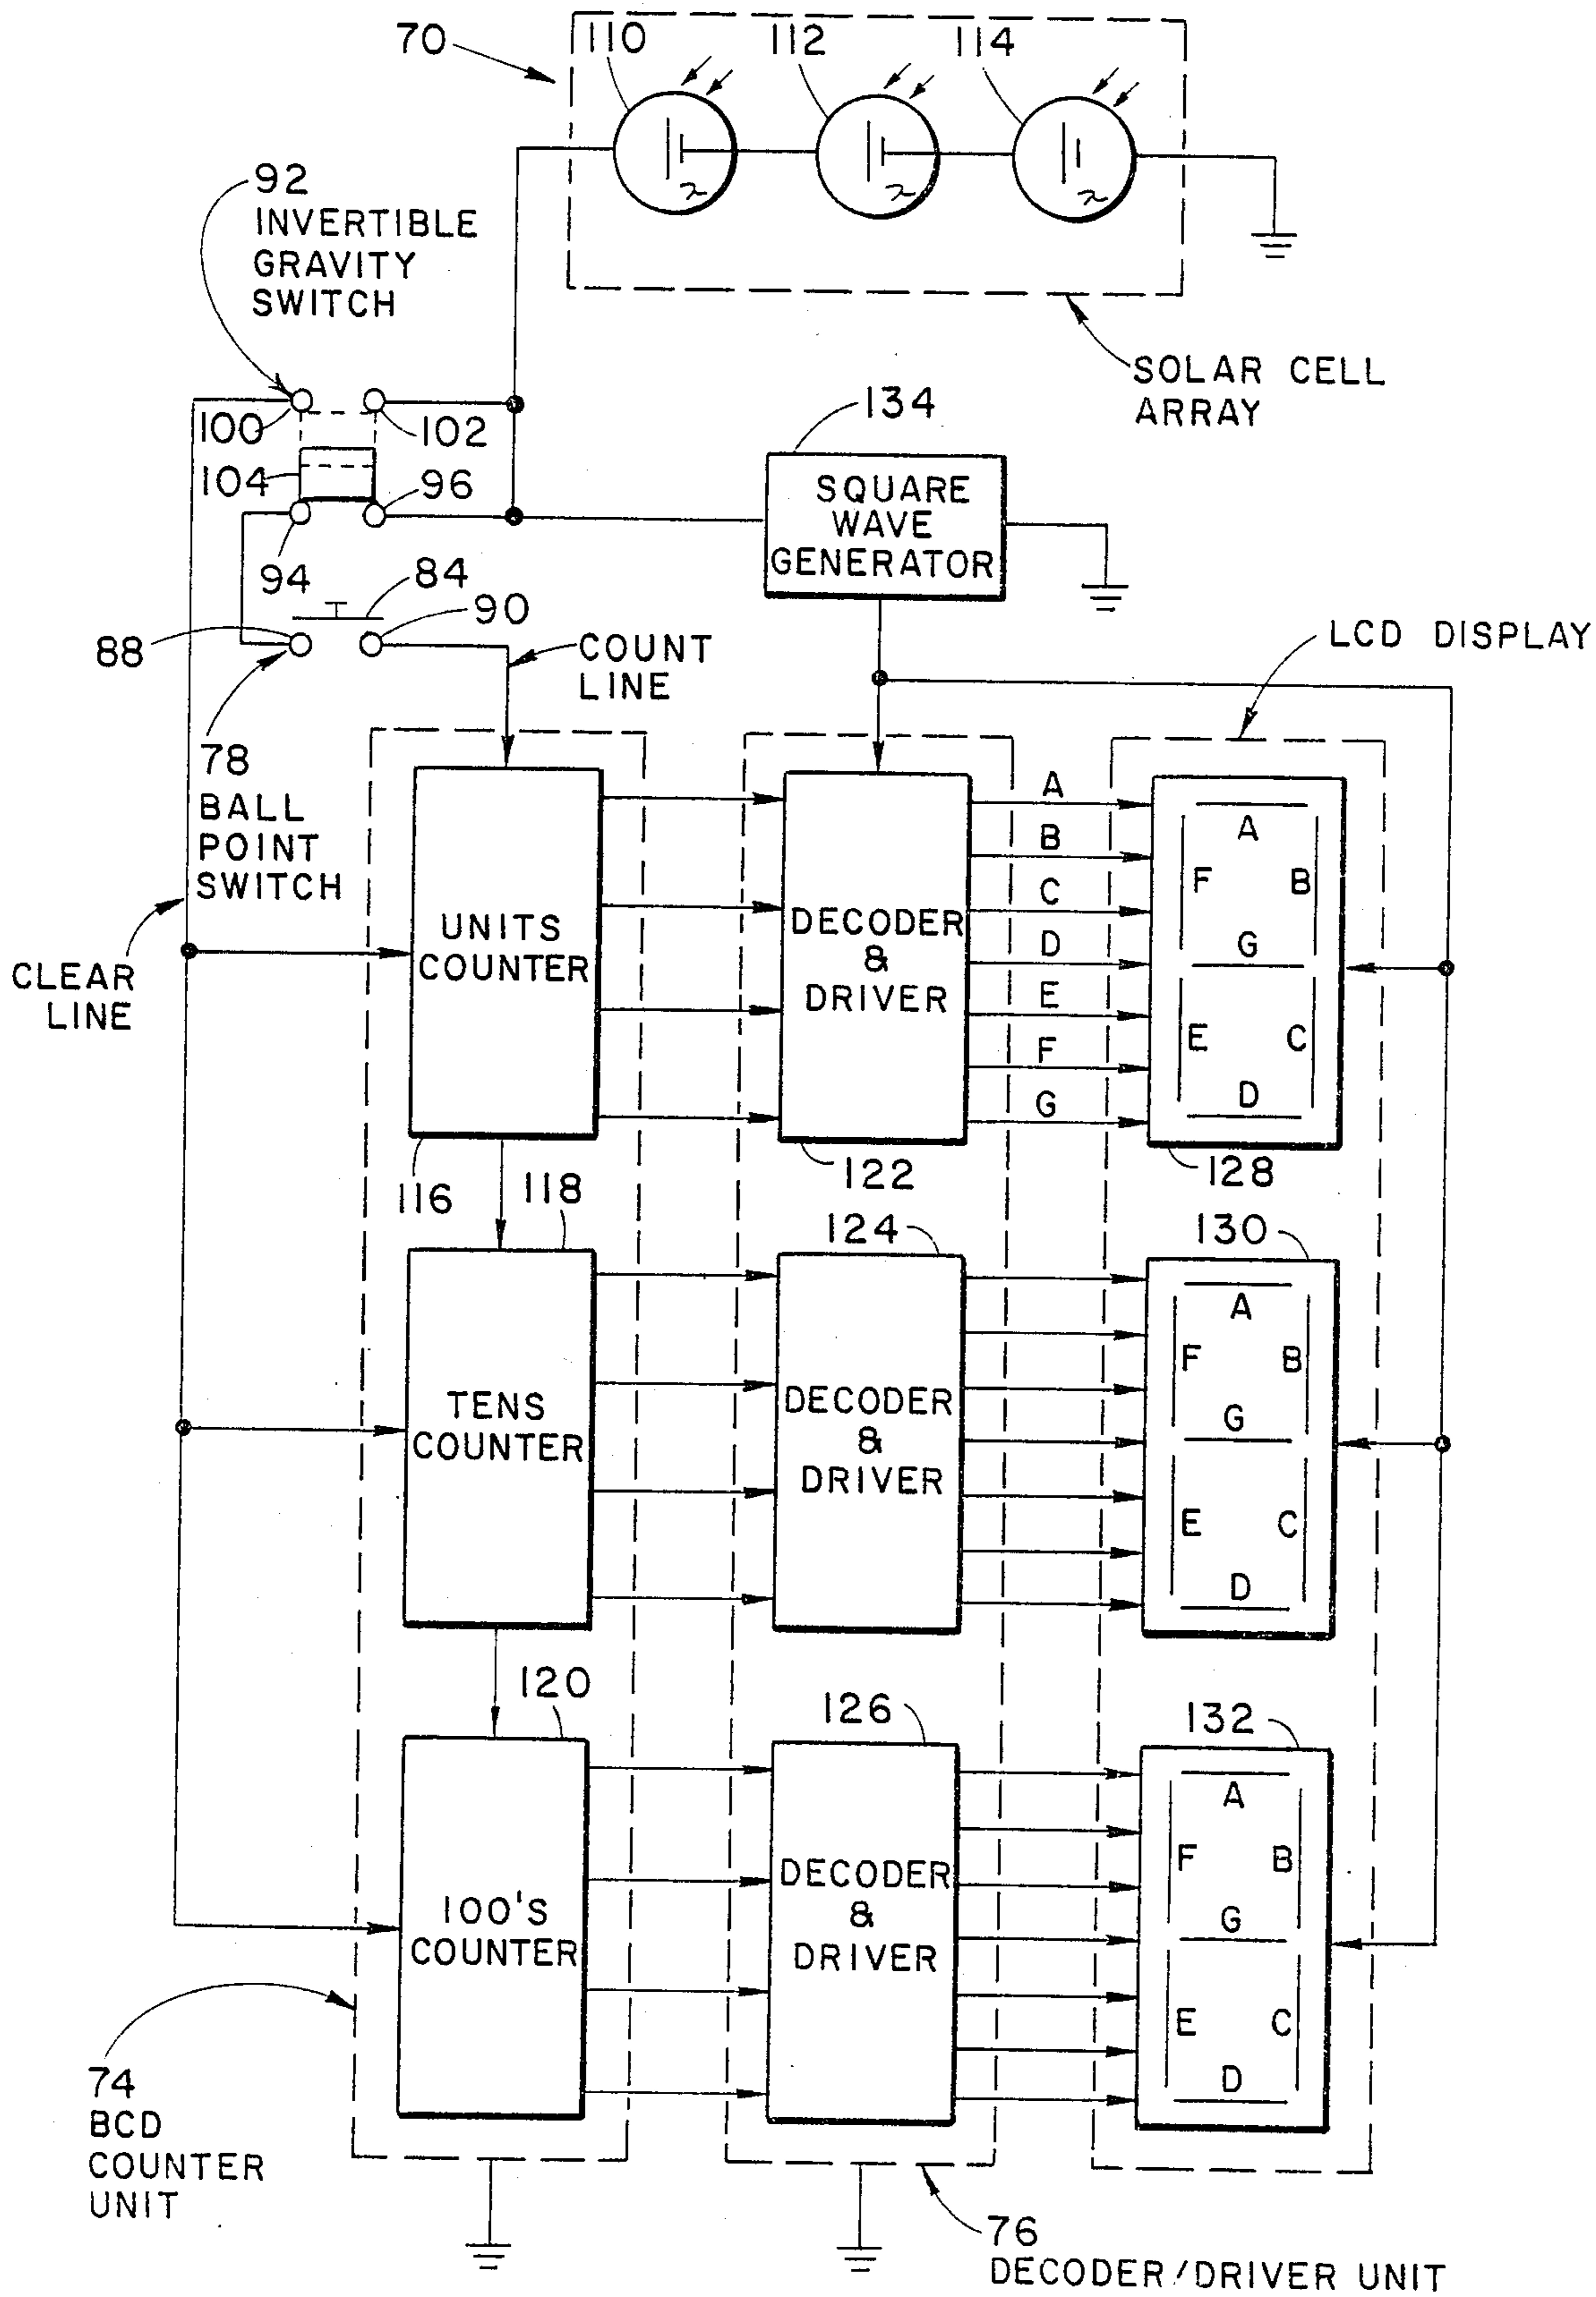 70
110
112
114
92
INVERTIBLE
GRAVITY
SWITCH
SOLAR CELL
ARRAY
100
102
104
96
94
134
SQUARE
WAVE
GENERATOR
84
90
88
COUNT
LINE
LCD DISPLAY
78
BALL
POINT
SWITCH
CLEAR
LINE
UNITS
COUNTER
DECODER
&
DRIVER
A
B
C
D
E
F
G
A
F B
G
E C
D
116
118
122
128
124
130
TENS
COUNTER
DECODER
&
DRIVER
A
F B
G
E C
D
120
126
132
100'S
COUNTER
DECODER
&
DRIVER
A
F B
G
E C
D
74
BCD
COUNTER
UNIT
76
DECODER/DRIVER UNIT